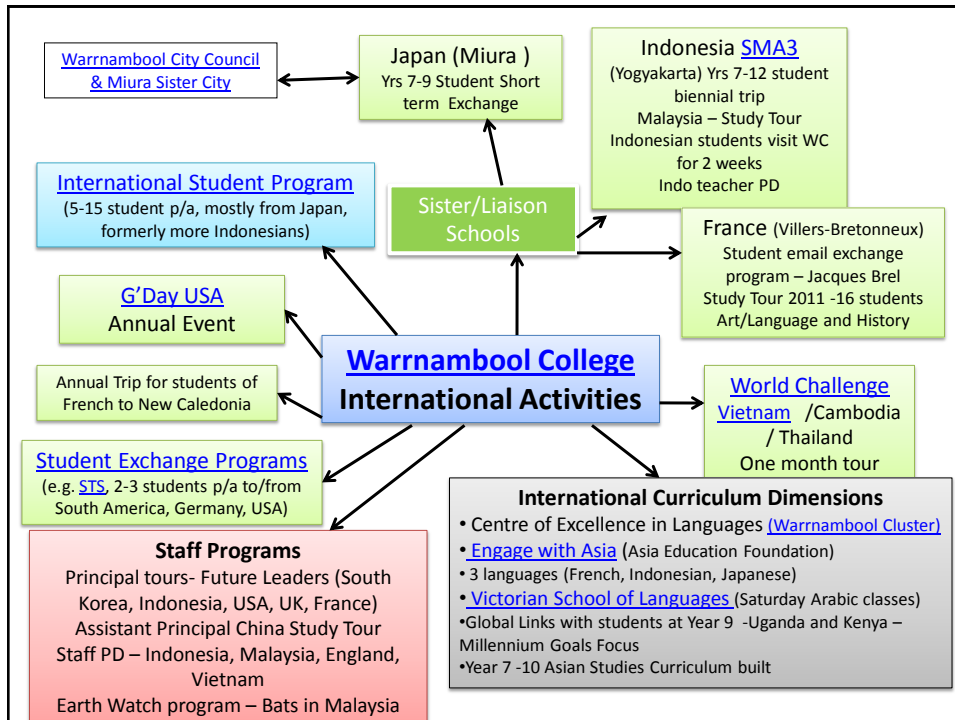 Warrnambool City Council
& Miura Sister City
Japan (Miura )
Yrs 7-9 Student Short
term Exchange
Indonesia SMA3
(Yogyakarta) Yrs 7-12 student
biennial trip
Malaysia – Study Tour
Indonesian students visit WC
for 2 weeks
Indo teacher PD
International Student Program
(5-15 student p/a, mostly from Japan,
formerly more Indonesians)
Sister/Liaison
Schools
France (Villers-Bretonneux)
Student email exchange
program – Jacques Brel
Study Tour 2011 -16 students
Art/Language and History
G'Day USA
Annual Event
Warrnambool College
International Activities
Annual Trip for students of
French to New Caledonia
World Challenge
Vietnam /Cambodia
/ Thailand
One month tour
Student Exchange Programs
(e.g. STS, 2-3 students p/a to/from
South America, Germany, USA)
International Curriculum Dimensions
• Centre of Excellence in Languages (Warrnambool Cluster)
• Engage with Asia (Asia Education Foundation)
• 3 languages (French, Indonesian, Japanese)
• Victorian School of Languages (Saturday Arabic classes)
•Global Links with students at Year 9 -Uganda and Kenya –
Millennium Goals Focus
•Year 7 -10 Asian Studies Curriculum built
Staff Programs
Principal tours- Future Leaders (South
Korea, Indonesia, USA, UK, France)
Assistant Principal China Study Tour
Staff PD – Indonesia, Malaysia, England,
Vietnam
Earth Watch program – Bats in Malaysia